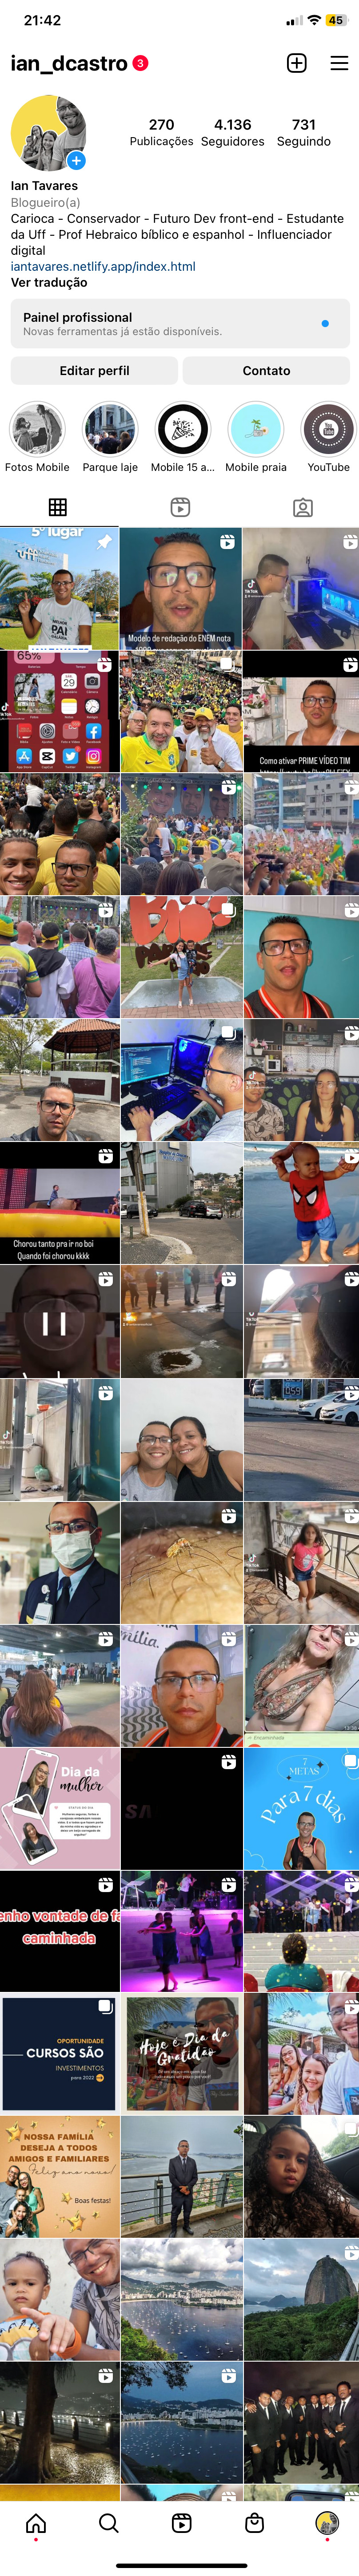 21:42
45
ian_dcastro 3
270 4.136 731
Publicações Seguidores Seguindo
Ian Tavares
Blogueiro(a)
Carioca - Conservador - Futuro Dev front-end - Estudante
da Uff - Prof Hebraico bíblico e espanhol - Influenciador
digital
iantavares.netlify.app/index.html
Ver tradução
Painel profissional
Novas ferramentas já estão disponíveis.
Editar perfil
Contato
Fotos Mobile
Parque laje
Mobile 15 a...
Mobile praia
YouTube
5º lugar
MELHOR
PAI
Modelo de redação do ENEM nota
TikTok
65%
Como ativar PRIME VÍDEO TIM
Chorou tanto pra ir no boi
Quando foi chorou kkkk
Dia da
mulher
7
METAS
Para 7 dias
enho vontade de fa
caminhada
OPORTUNIDADE
CURSOS SÃO
INVESTIMENTOS
para 2022
Hoje é Dia da
Gratidão
NOSSA FAMÍLIA
DESEJA A TODOS
AMIGOS E FAMILIARES
Feliz ano novo!
Boas festas!